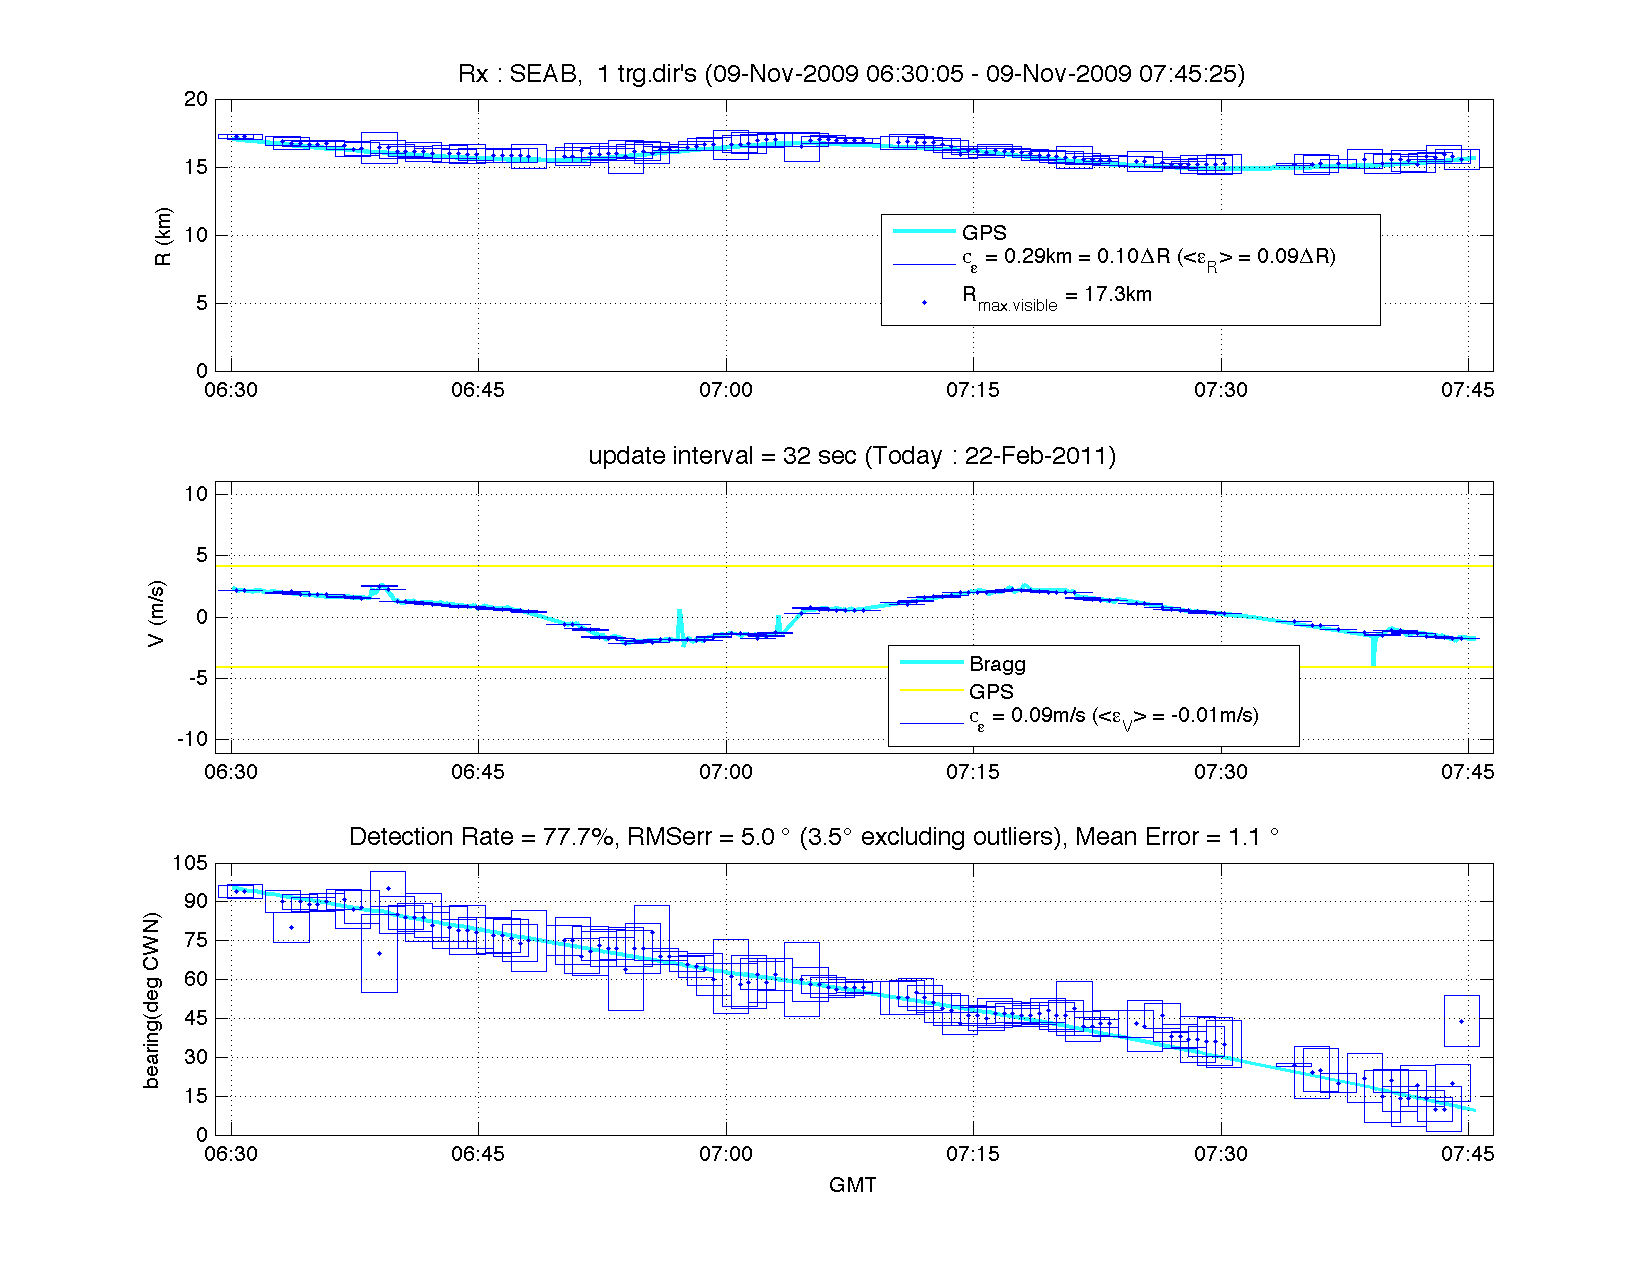 Rx : SEAB,  1 trg.dir's (09-Nov-2009 06:30:05 - 09-Nov-2009 07:45:25)
20
15
10
5
0
R (km)
GPS
σε = 0.29km = 0.10ΔR (<εR> = 0.09ΔR)
Rmax.visible = 17.3km
06:30 06:45 07:00 07:15 07:30 07:45
update interval = 32 sec (Today : 22-Feb-2011)
10
5
0
-5
-10
V (m/s)
Bragg
GPS
σε = 0.09m/s (<εV> = -0.01m/s)
06:30 06:45 07:00 07:15 07:30 07:45
Detection Rate = 77.7%, RMSerr = 5.0 ° (3.5° excluding outliers), Mean Error = 1.1 °
105
90
75
60
45
30
15
0
bearing(deg CWN)
06:30 06:45 07:00 07:15 07:30 07:45
GMT